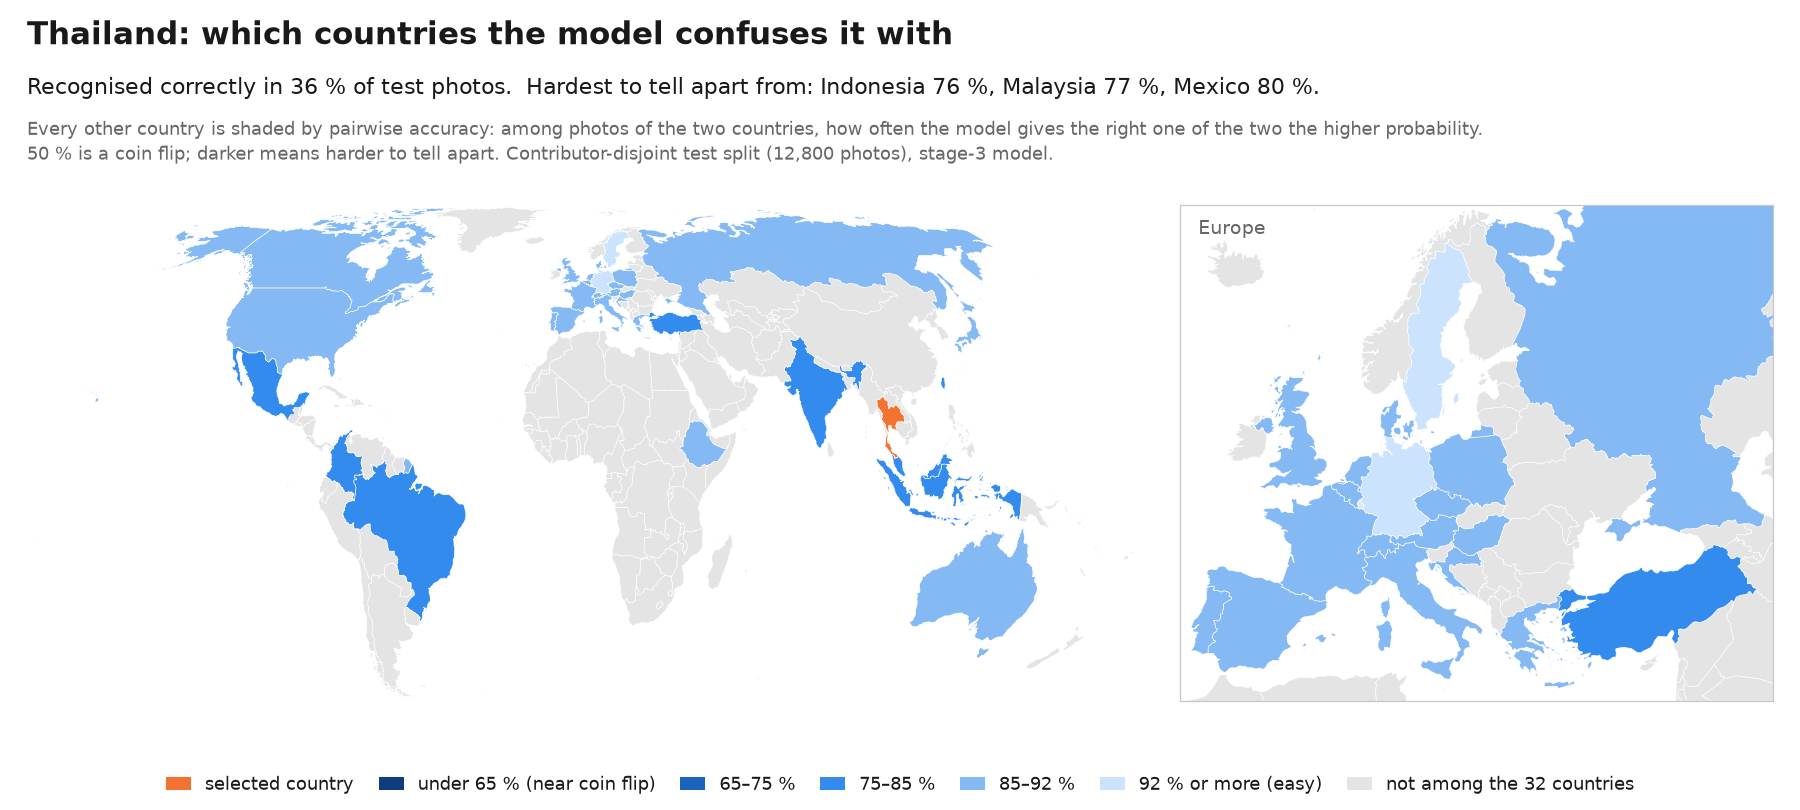 Thailand: which countries the model confuses it with
Recognised correctly in 36 % of test photos.  Hardest to tell apart from: Indonesia 76 %, Malaysia 77 %, Mexico 80 %.
Every other country is shaded by pairwise accuracy: among photos of the two countries, how often the model gives the right one of the two the higher probability.
50 % is a coin flip; darker means harder to tell apart. Contributor-disjoint test split (12,800 photos), stage-3 model.
Europe
selected country
under 65 % (near coin flip)
65–75 %
75–85 %
85–92 %
92 % or more (easy)
not among the 32 countries